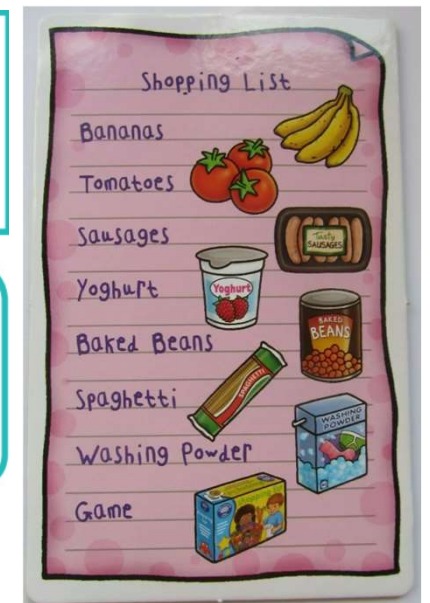 Shopping List
Bananas
Tomatoes
Sausages
Tasty
SAUSAGES
Yoghurt
Yoghurt
BAKED
BEANS
Baked Beans
Spaghetti
SPAGHETTI
WASHING
POWDER
Washing Powder
Game